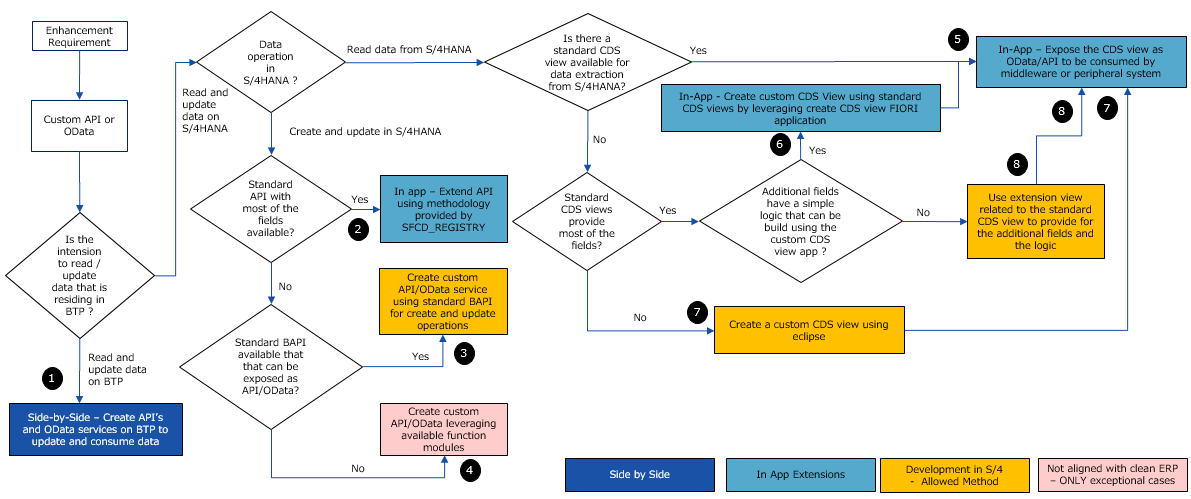 Enhancement
Requirement
Custom API or
OData
Is the
intention
to read /
update
data that is
residing in
BTP ?
1
Read and
update data
on BTP
Side-by-Side – Create API's
and OData services on BTP to
update and consume data
Read and
update
data on
S/4HANA
Data
operation
in
S/4HANA ?
Read data from S/4HANA
Create and update in S/4HANA
Standard
API with
most of the
fields
available?
Yes
2
In app – Extend API
using methodology
provided by
SFCD_REGISTRY
No
Standard BAPI
available that
that can be
exposed as
API/OData?
Yes
3
Create custom
API/OData service
using standard BAPI
for create and update
operations
No
4
Create custom
API/OData leveraging
available function
modules
Is there a
standard CDS
view available for
data extraction
from S/4HANA?
Yes
5
In-App – Expose the CDS view as
OData/API to be consumed by
middleware or peripheral system
No
Standard
CDS views
provide
most of the
fields?
Yes
Additional fields
have a simple
logic that can be
build using the
custom CDS
view app ?
6
Yes
In-App - Create custom CDS View using standard
CDS views by leveraging create CDS view FIORI
application
No
Use extension view
related to the standard
CDS view to provide for
the additional fields and
the logic
8
8
7
No
7
Create a custom CDS view using
eclipse
Side by Side
In App Extensions
Development in S/4
- Allowed Method
Not aligned with clean ERP
– ONLY exceptional cases